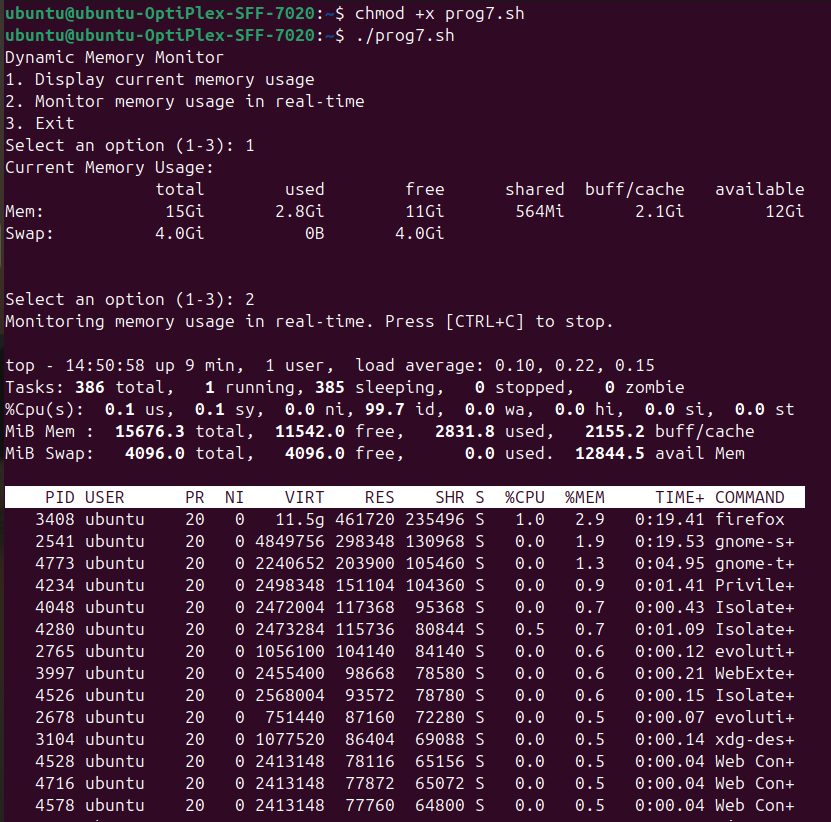 ubuntu@ubuntu-OptiPlex-SFF-7020:~$ chmod +x prog7.sh
ubuntu@ubuntu-OptiPlex-SFF-7020:~$ ./prog7.sh
Dynamic Memory Monitor
1. Display current memory usage
2. Monitor memory usage in real-time
3. Exit
Select an option (1-3): 1
Current Memory Usage:
               total        used        free      shared  buff/cache   available
Mem:            15Gi       2.8Gi        11Gi       564Mi       2.1Gi        12Gi
Swap:          4.0Gi          0B       4.0Gi
Select an option (1-3): 2
Monitoring memory usage in real-time. Press [CTRL+C] to stop.
top - 14:50:58 up 9 min,  1 user,  load average: 0.10, 0.22, 0.15
Tasks: 386 total,   1 running, 385 sleeping,   0 stopped,   0 zombie
%Cpu(s):  0.1 us,  0.1 sy,  0.0 ni, 99.7 id,  0.0 wa,  0.0 hi,  0.0 si,  0.0 st
MiB Mem :  15676.3 total,  11542.0 free,   2831.8 used,   2155.2 buff/cache
MiB Swap:   4096.0 total,   4096.0 free,      0.0 used.  12844.5 avail Mem
    PID USER      PR  NI    VIRT    RES    SHR S  %CPU  %MEM     TIME+ COMMAND
   3408 ubuntu    20   0   11.5g 461720 235496 S   1.0   2.9   0:19.41 firefox
   2541 ubuntu    20   0 4849756 298348 130968 S   0.0   1.9   0:19.53 gnome-s+
   4773 ubuntu    20   0 2240652 203900 105460 S   0.0   1.3   0:04.95 gnome-t+
   4234 ubuntu    20   0 2498348 151104 104360 S   0.0   0.9   0:01.41 Privile+
   4048 ubuntu    20   0 2472004 117368  95368 S   0.0   0.7   0:00.43 Isolate+
   4280 ubuntu    20   0 2473284 115736  80844 S   0.5   0.7   0:01.09 Isolate+
   2765 ubuntu    20   0 1056100 104140  84140 S   0.0   0.6   0:00.12 evoluti+
   3997 ubuntu    20   0 2455400  98668  78580 S   0.0   0.6   0:00.21 WebExte+
   4526 ubuntu    20   0 2568004  93572  78780 S   0.0   0.6   0:00.15 Isolate+
   2678 ubuntu    20   0  751440  87160  72280 S   0.0   0.5   0:00.07 evoluti+
   3104 ubuntu    20   0 1077520  86404  69088 S   0.0   0.5   0:00.14 xdg-des+
   4528 ubuntu    20   0 2413148  78116  65156 S   0.0   0.5   0:00.04 Web Con+
   4716 ubuntu    20   0 2413148  77872  65072 S   0.0   0.5   0:00.04 Web Con+
   4578 ubuntu    20   0 2413148  77760  64800 S   0.0   0.5   0:00.04 Web Con+